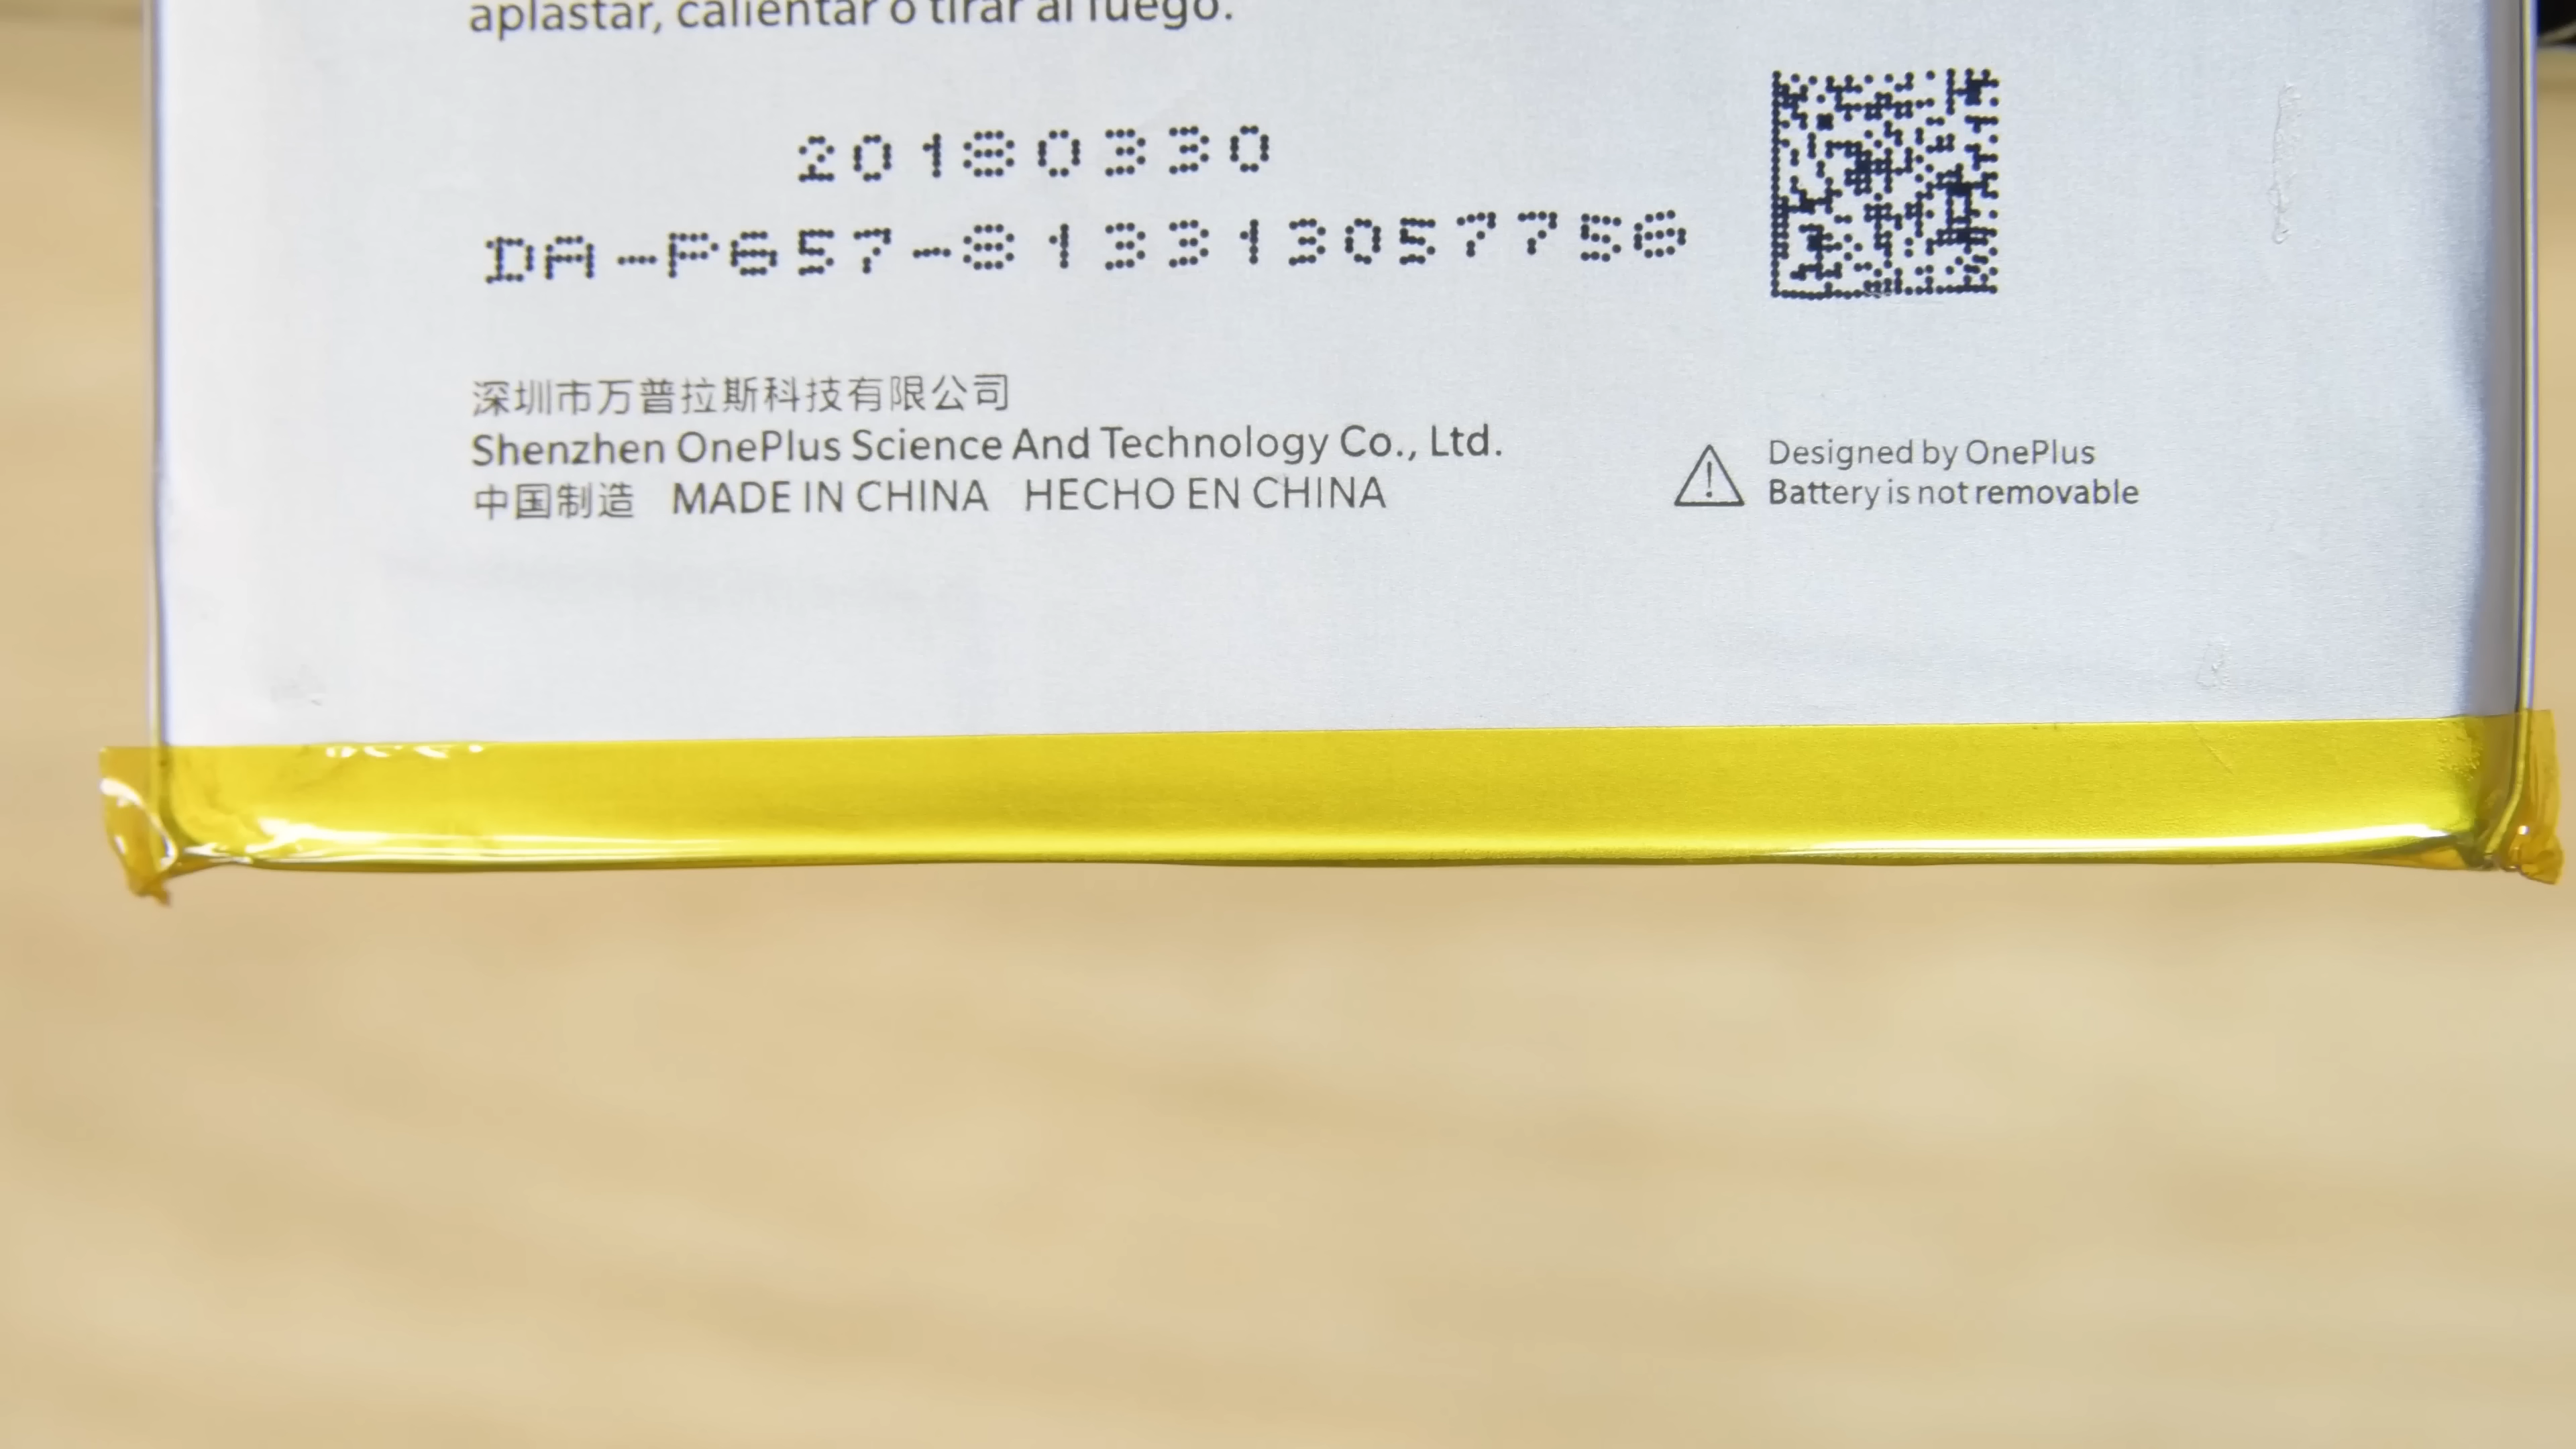 aplastar, calientar o tirar al fuego.
20180330
DA-P657-813313057756
深圳市万普拉斯科技有限公司
Shenzhen OnePlus Science And Technology Co., Ltd.
中国制造 MADE IN CHINA HECHO EN CHINA
Designed by OnePlus
Battery is not removable